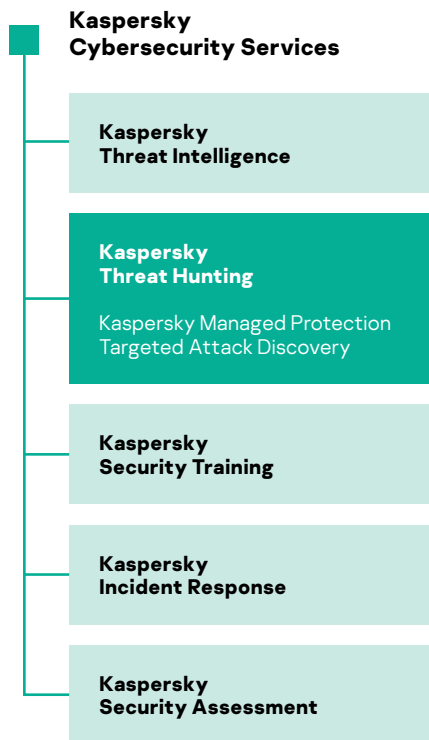 Kaspersky
Cybersecurity Services
Kaspersky
Threat Intelligence
Kaspersky
Threat Hunting
Kaspersky Managed Protection
Targeted Attack Discovery
Kaspersky
Security Training
Kaspersky
Incident Response
Kaspersky
Security Assessment